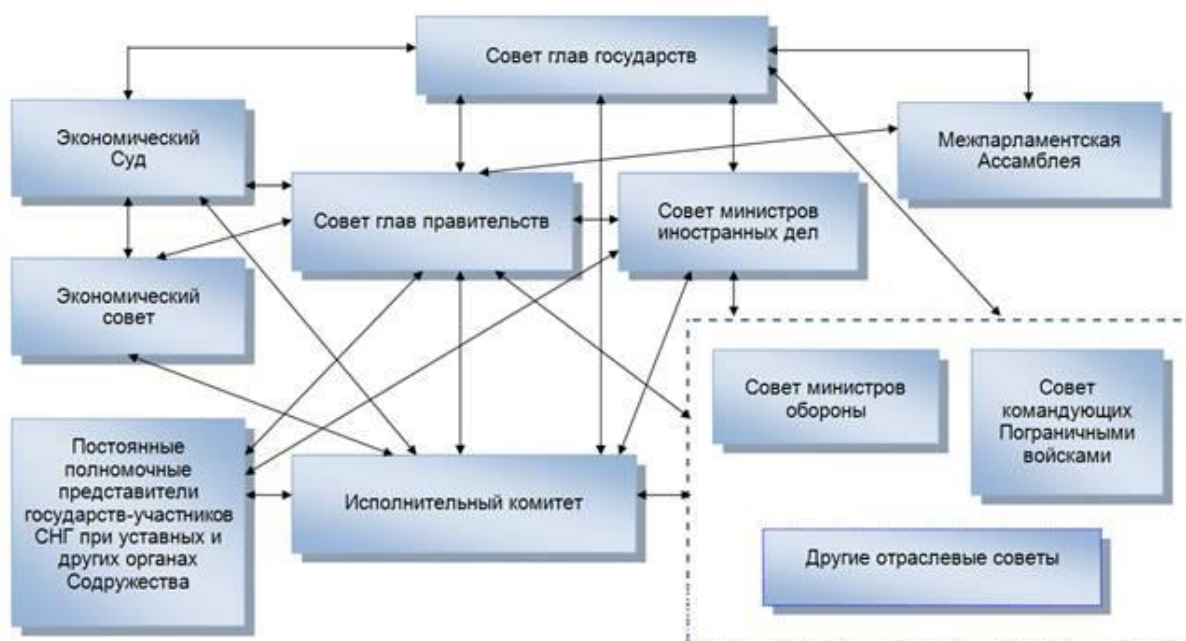 Совет глав государств
Экономический
Суд
Межпарламентская
Ассамблея
Совет глав правительств
Совет министров
иностранных дел
Экономический
совет
Совет министров
обороны
Совет
командующих
Пограничными
войсками
Постоянные
полномочные
представители
государств-участников
СНГ при уставных и
других органах
Содружества
Исполнительный комитет
Другие отраслевые советы